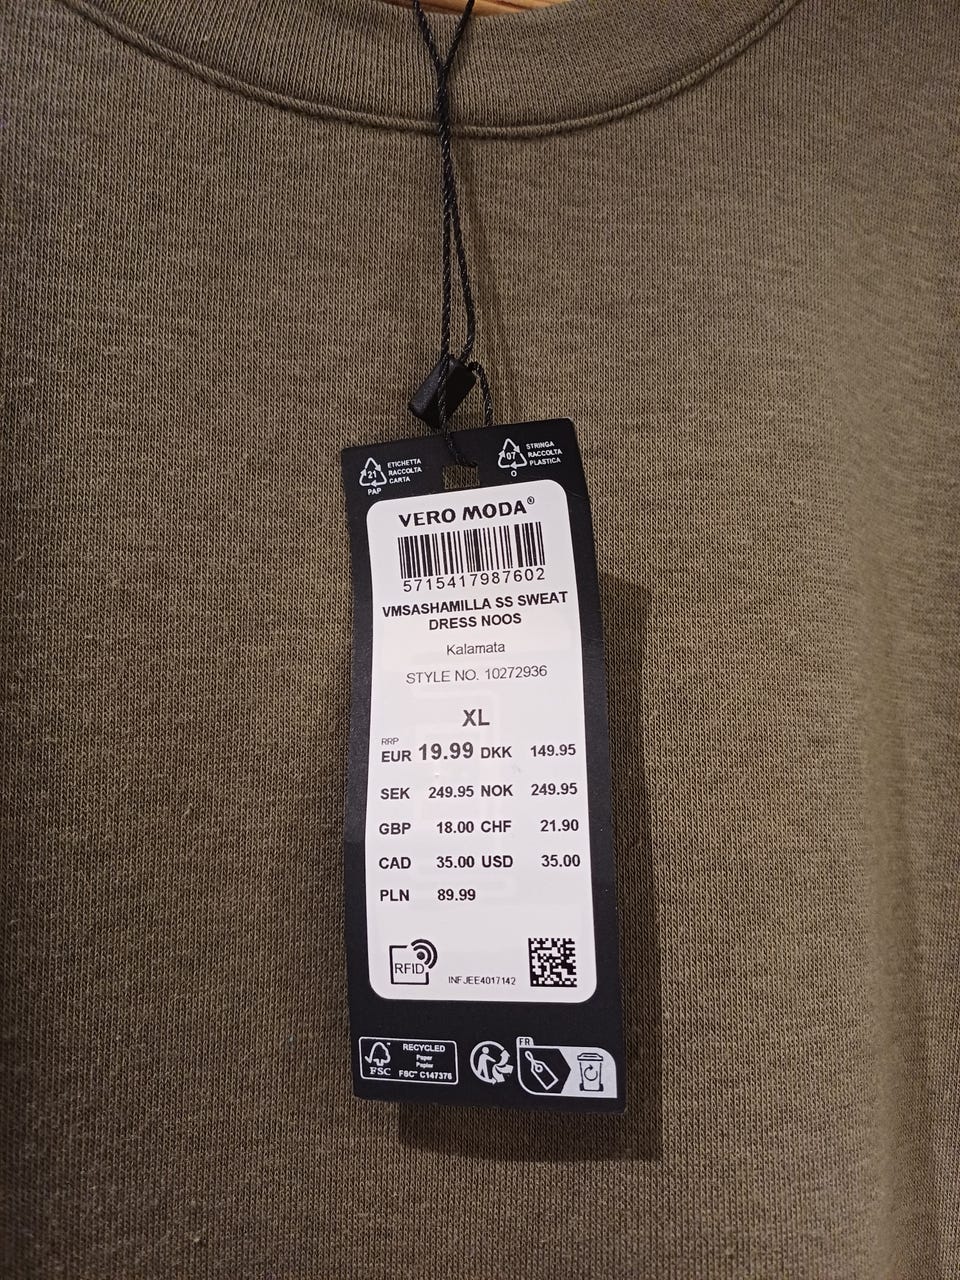 21
PAP
ETICHETTA
RACCOLTA
CARTA
07
O
STRINGA
RACCOLTA
PLASTICA
VERO MODA®
5715417987602
VMSASHAMILLA SS SWEAT
DRESS NOOS
Kalamata
STYLE NO. 10272936
XL
RRP
EUR 19.99 DKK 149.95
SEK 249.95 NOK 249.95
GBP 18.00 CHF 21.90
CAD 35.00 USD 35.00
PLN 89.99
RFID
INFJEE4017142
FSC™
RECYCLED
Paper
Papier
FSC™ C147376
FR